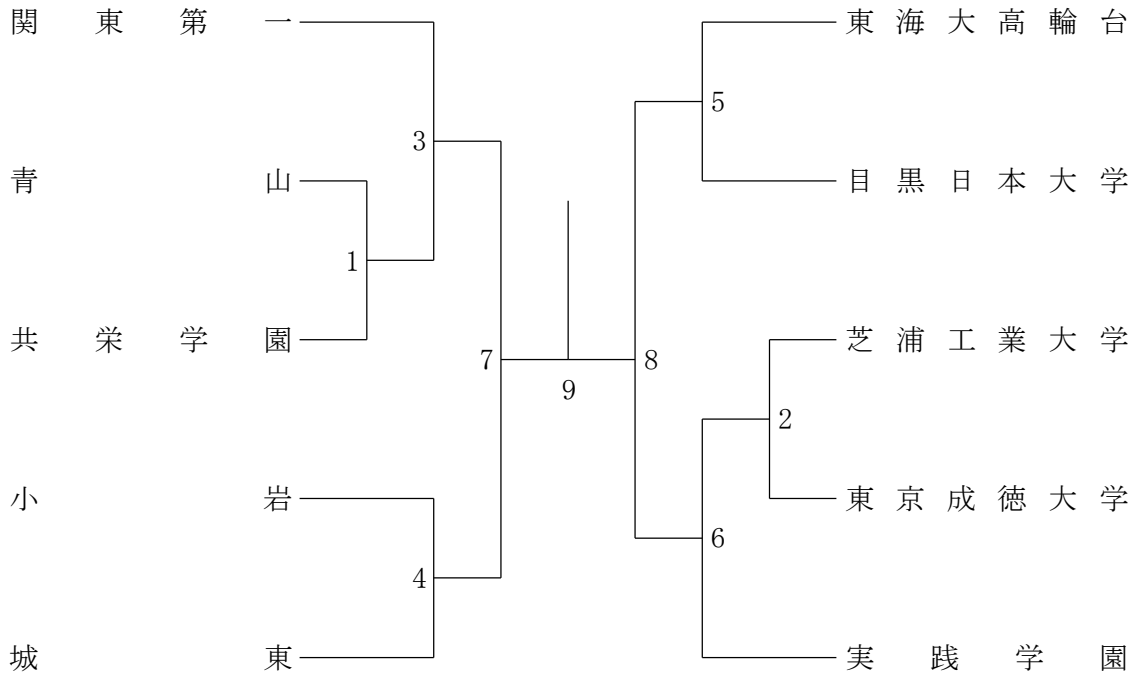 関東第一
青山
共栄学園
小岩
城東
東海大高輪台
目黒日本大学
芝浦工業大学
東京成徳大学
実践学園
1
2
3
4
5
6
7
8
9